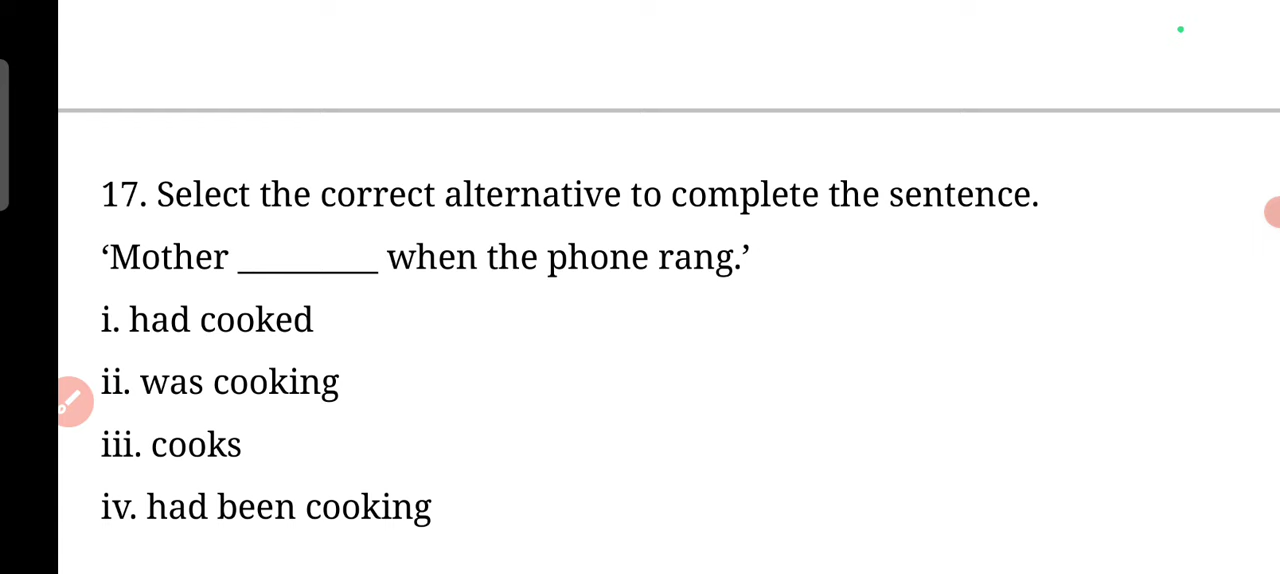 17. Select the correct alternative to complete the sentence.
‘Mother ________ when the phone rang.’
i. had cooked
ii. was cooking
iii. cooks
iv. had been cooking